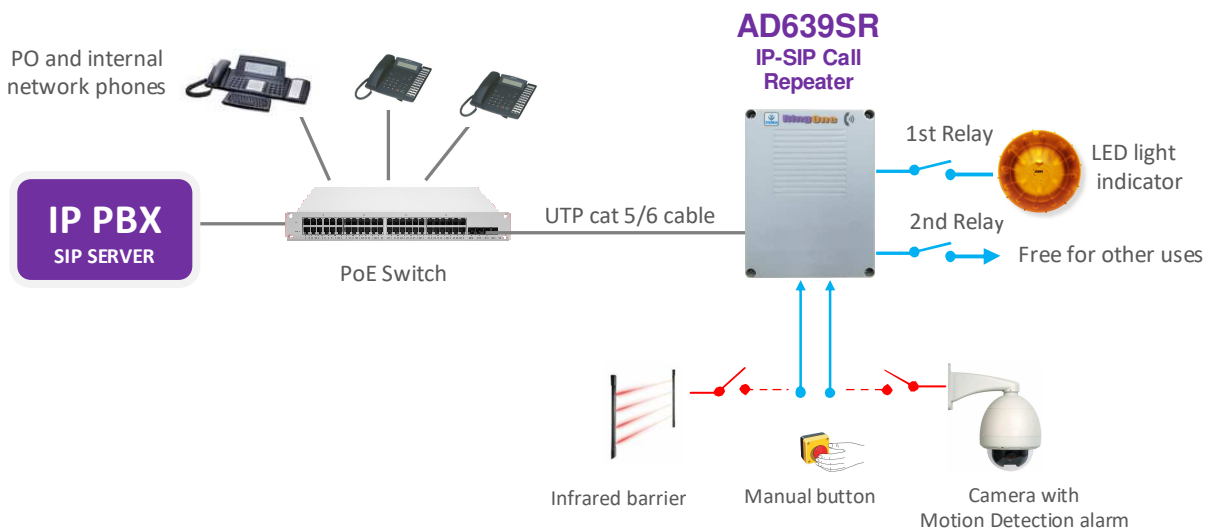 AD639SR
IP-SIP Call
Repeater
PO and internal
network phones
RingOne
1st Relay
LED light
indicator
IP PBX
SIP SERVER
UTP cat 5/6 cable
2nd Relay
Free for other uses
PoE Switch
Infrared barrier
Manual button
Camera with
Motion Detection alarm